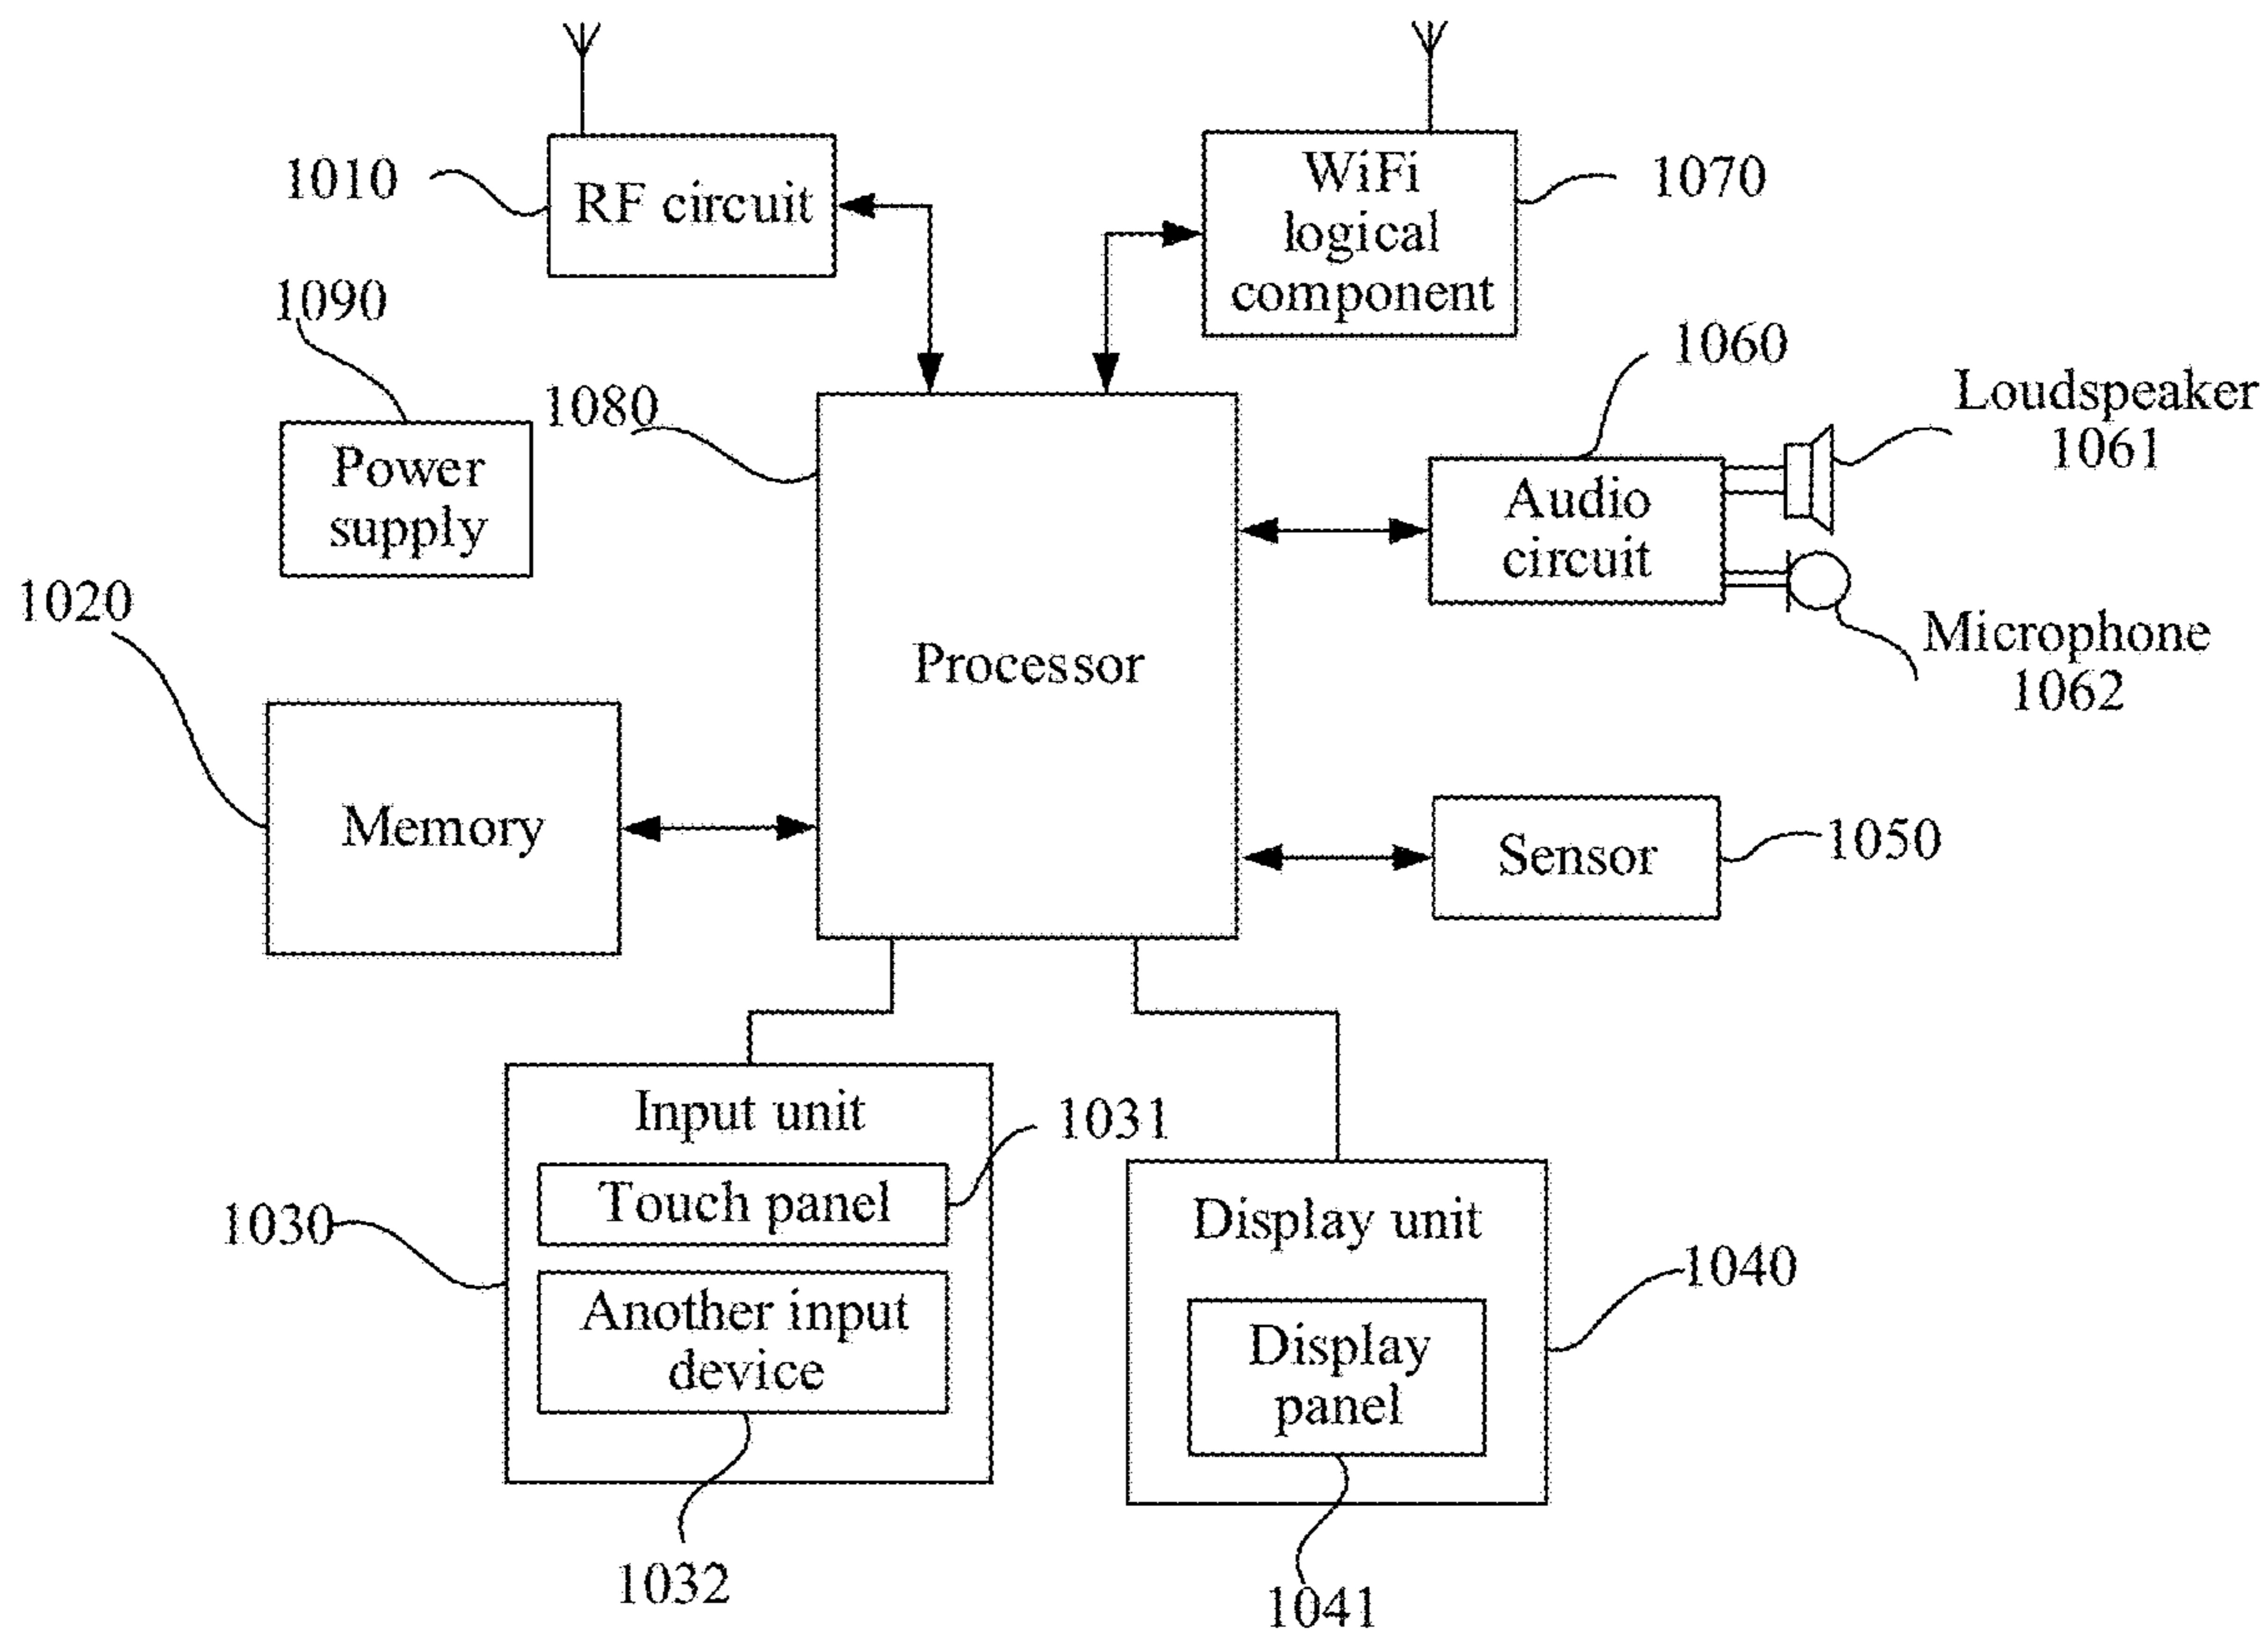 1010
RF circuit
WiFi
logical
component
1070
1090
Power
supply
1080
Processor
1060
Audio
circuit
Loudspeaker
1061
Microphone
1062
1020
Memory
Sensor
1050
Input unit
1031
Touch panel
1030
Another input
device
1032
Display unit
1040
Display
panel
1041